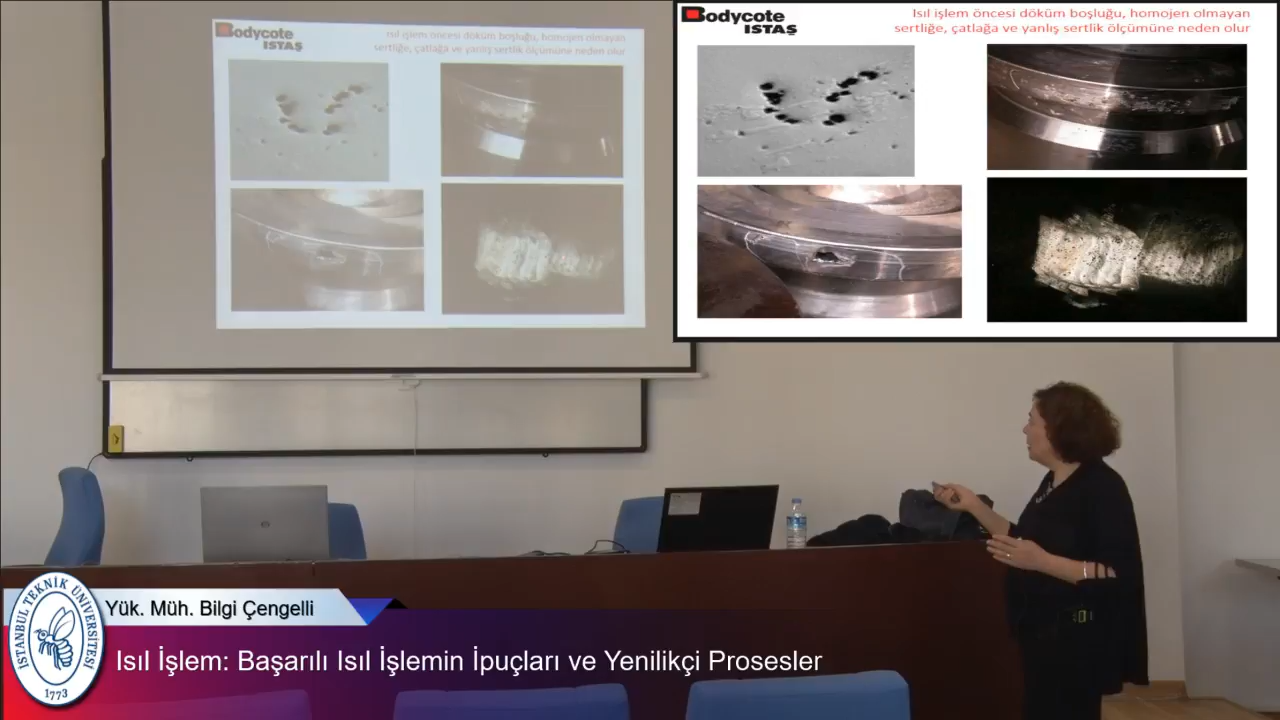 Bodycote
ISTAŞ
ısıl işlem öncesi döküm boşluğu, homojen olmayan
sertliğe, çatlağa ve yanlış sertlik ölçümüne neden olur
Bodycote
ISTAŞ
Isıl işlem öncesi döküm boşluğu, homojen olmayan
sertliğe, çatlağa ve yanlış sertlik ölçümüne neden olur
İSTANBUL TEKNİK ÜNİVERSİTESİ
1773
Yük. Müh. Bilgi Çengelli
Isıl İşlem: Başarılı Isıl İşlemin İpuçları ve Yenilikçi Prosesler